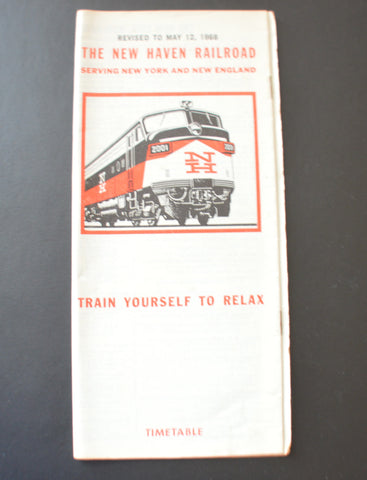 REVISED TO MAY 12, 1968
THE NEW HAVEN RAILROAD
SERVING NEW YORK AND NEW ENGLAND
2001
2001
N
H
N
H
TRAIN YOURSELF TO RELAX
TIMETABLE